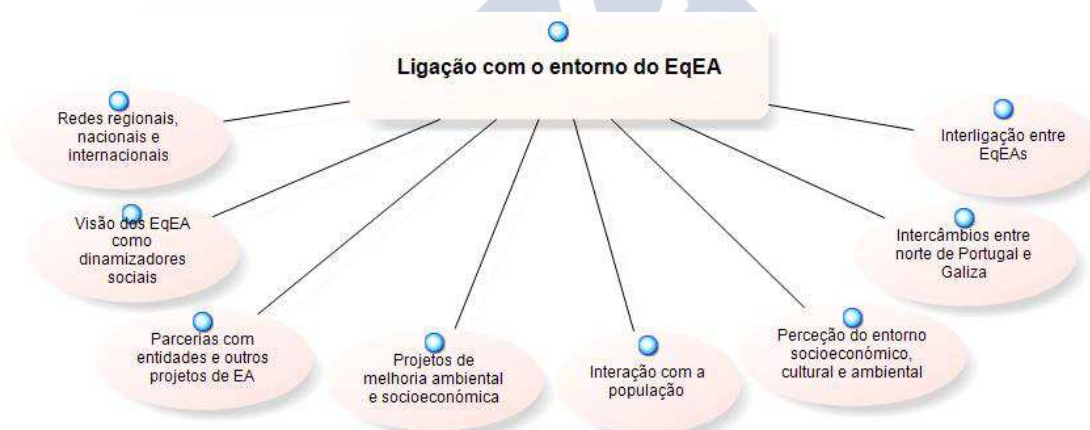 Ligação com o entorno do EqEA
Redes regionais,
nacionais e
internacionais
Visão dos EqEA
como
dinamizadores
sociais
Parcerias com
entidades e outros
projetos de EA
Projetos de
melhoria ambiental
e socioeconómica
Interação com a
população
Perceção do entorno
socioeconómico,
cultural e ambiental
Intercâmbios entre
norte de Portugal e
Galiza
Interligação entre
EqEAs